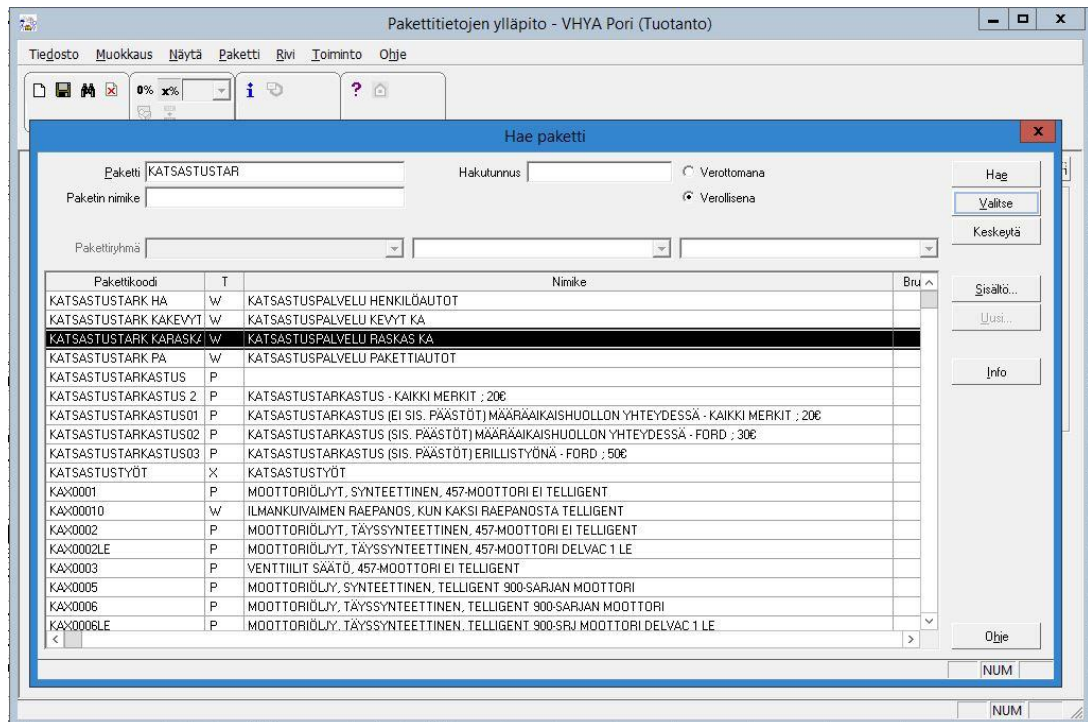 Pakettitietojen ylläpito - VHYA Pori (Tuotanto)
Tiedosto Muokkaus Näytä Paketti Rivi Toiminto Ohje
0% x%
Hae paketti
Paketti KATSASTUSTAR Hakutunnus Verottomana Hae
Paketin nimike Verollisena Valitse
Keskeytä
Pakettiryhmä
Pakettikoodi T Nimike Bru
Sisältö...
KATSASTUSTARK HA W KATSASTUSPALVELU HENKILÖAUTOT
KATSASTUSTARK KAKEVYT W KATSASTUSPALVELU KEVYT KA
Uusi...
KATSASTUSTARK KARASKA W KATSASTUSPALVELU RASKAS KA
KATSASTUSTARK PA W KATSASTUSPALVELU PAKETTIAUTOT
KATSASTUSTARKASTUS P
Info
KATSASTUSTARKASTUS 2 P KATSASTUSTARKASTUS - KAIKKI MERKIT ; 20€
KATSASTUSTARKASTUS01 P KATSASTUSTARKASTUS (EI SIS. PÄÄSTÖT) MÄÄRÄAIKAISHUOLLON YHTEYDESSÄ - KAIKKI MERKIT ; 20€
KATSASTUSTARKASTUS02 P KATSASTUSTARKASTUS (SIS. PÄÄSTÖT) MÄÄRÄAIKAISHUOLLON YHTEYDESSÄ - FORD ; 30€
KATSASTUSTARKASTUS03 P KATSASTUSTARKASTUS (SIS. PÄÄSTÖT) ERILLISTYÖNÄ - FORD ; 50€
KATSASTUSTYÖT X KATSASTUSTYÖT
KAX0001 P MOOTTORIÖLJYT, SYNTEETTINEN, 457-MOOTTORI EI TELLIGENT
KAX00010 W ILMANKUIVAIMEN RAEPANOS, KUN KAKSI RAEPANOSTA TELLIGENT
KAX0002 P MOOTTORIÖLJYT, TÄYSSYNTEETTINEN, 457-MOOTTORI EI TELLIGENT
KAX0002LE P MOOTTORIÖLJYT, TÄYSSYNTEETTINEN, 457-MOOTTORI DELVAC 1 LE
KAX0003 P VENTTIILIT SÄÄTÖ, 457-MOOTTORI EI TELLIGENT
KAX0005 P MOOTTORIÖLJY, SYNTEETTINEN, TELLIGENT 900-SARJAN MOOTTORI
KAX0006 P MOOTTORIÖLJY, TÄYSSYNTEETTINEN, TELLIGENT 900-SARJAN MOOTTORI
KAX0006LE P MOOTTORIÖLJY, TÄYSSYNTEETTINEN, TELLIGENT 900-SRJ MOOTTORI DELVAC 1 LE
Ohje
NUM
NUM